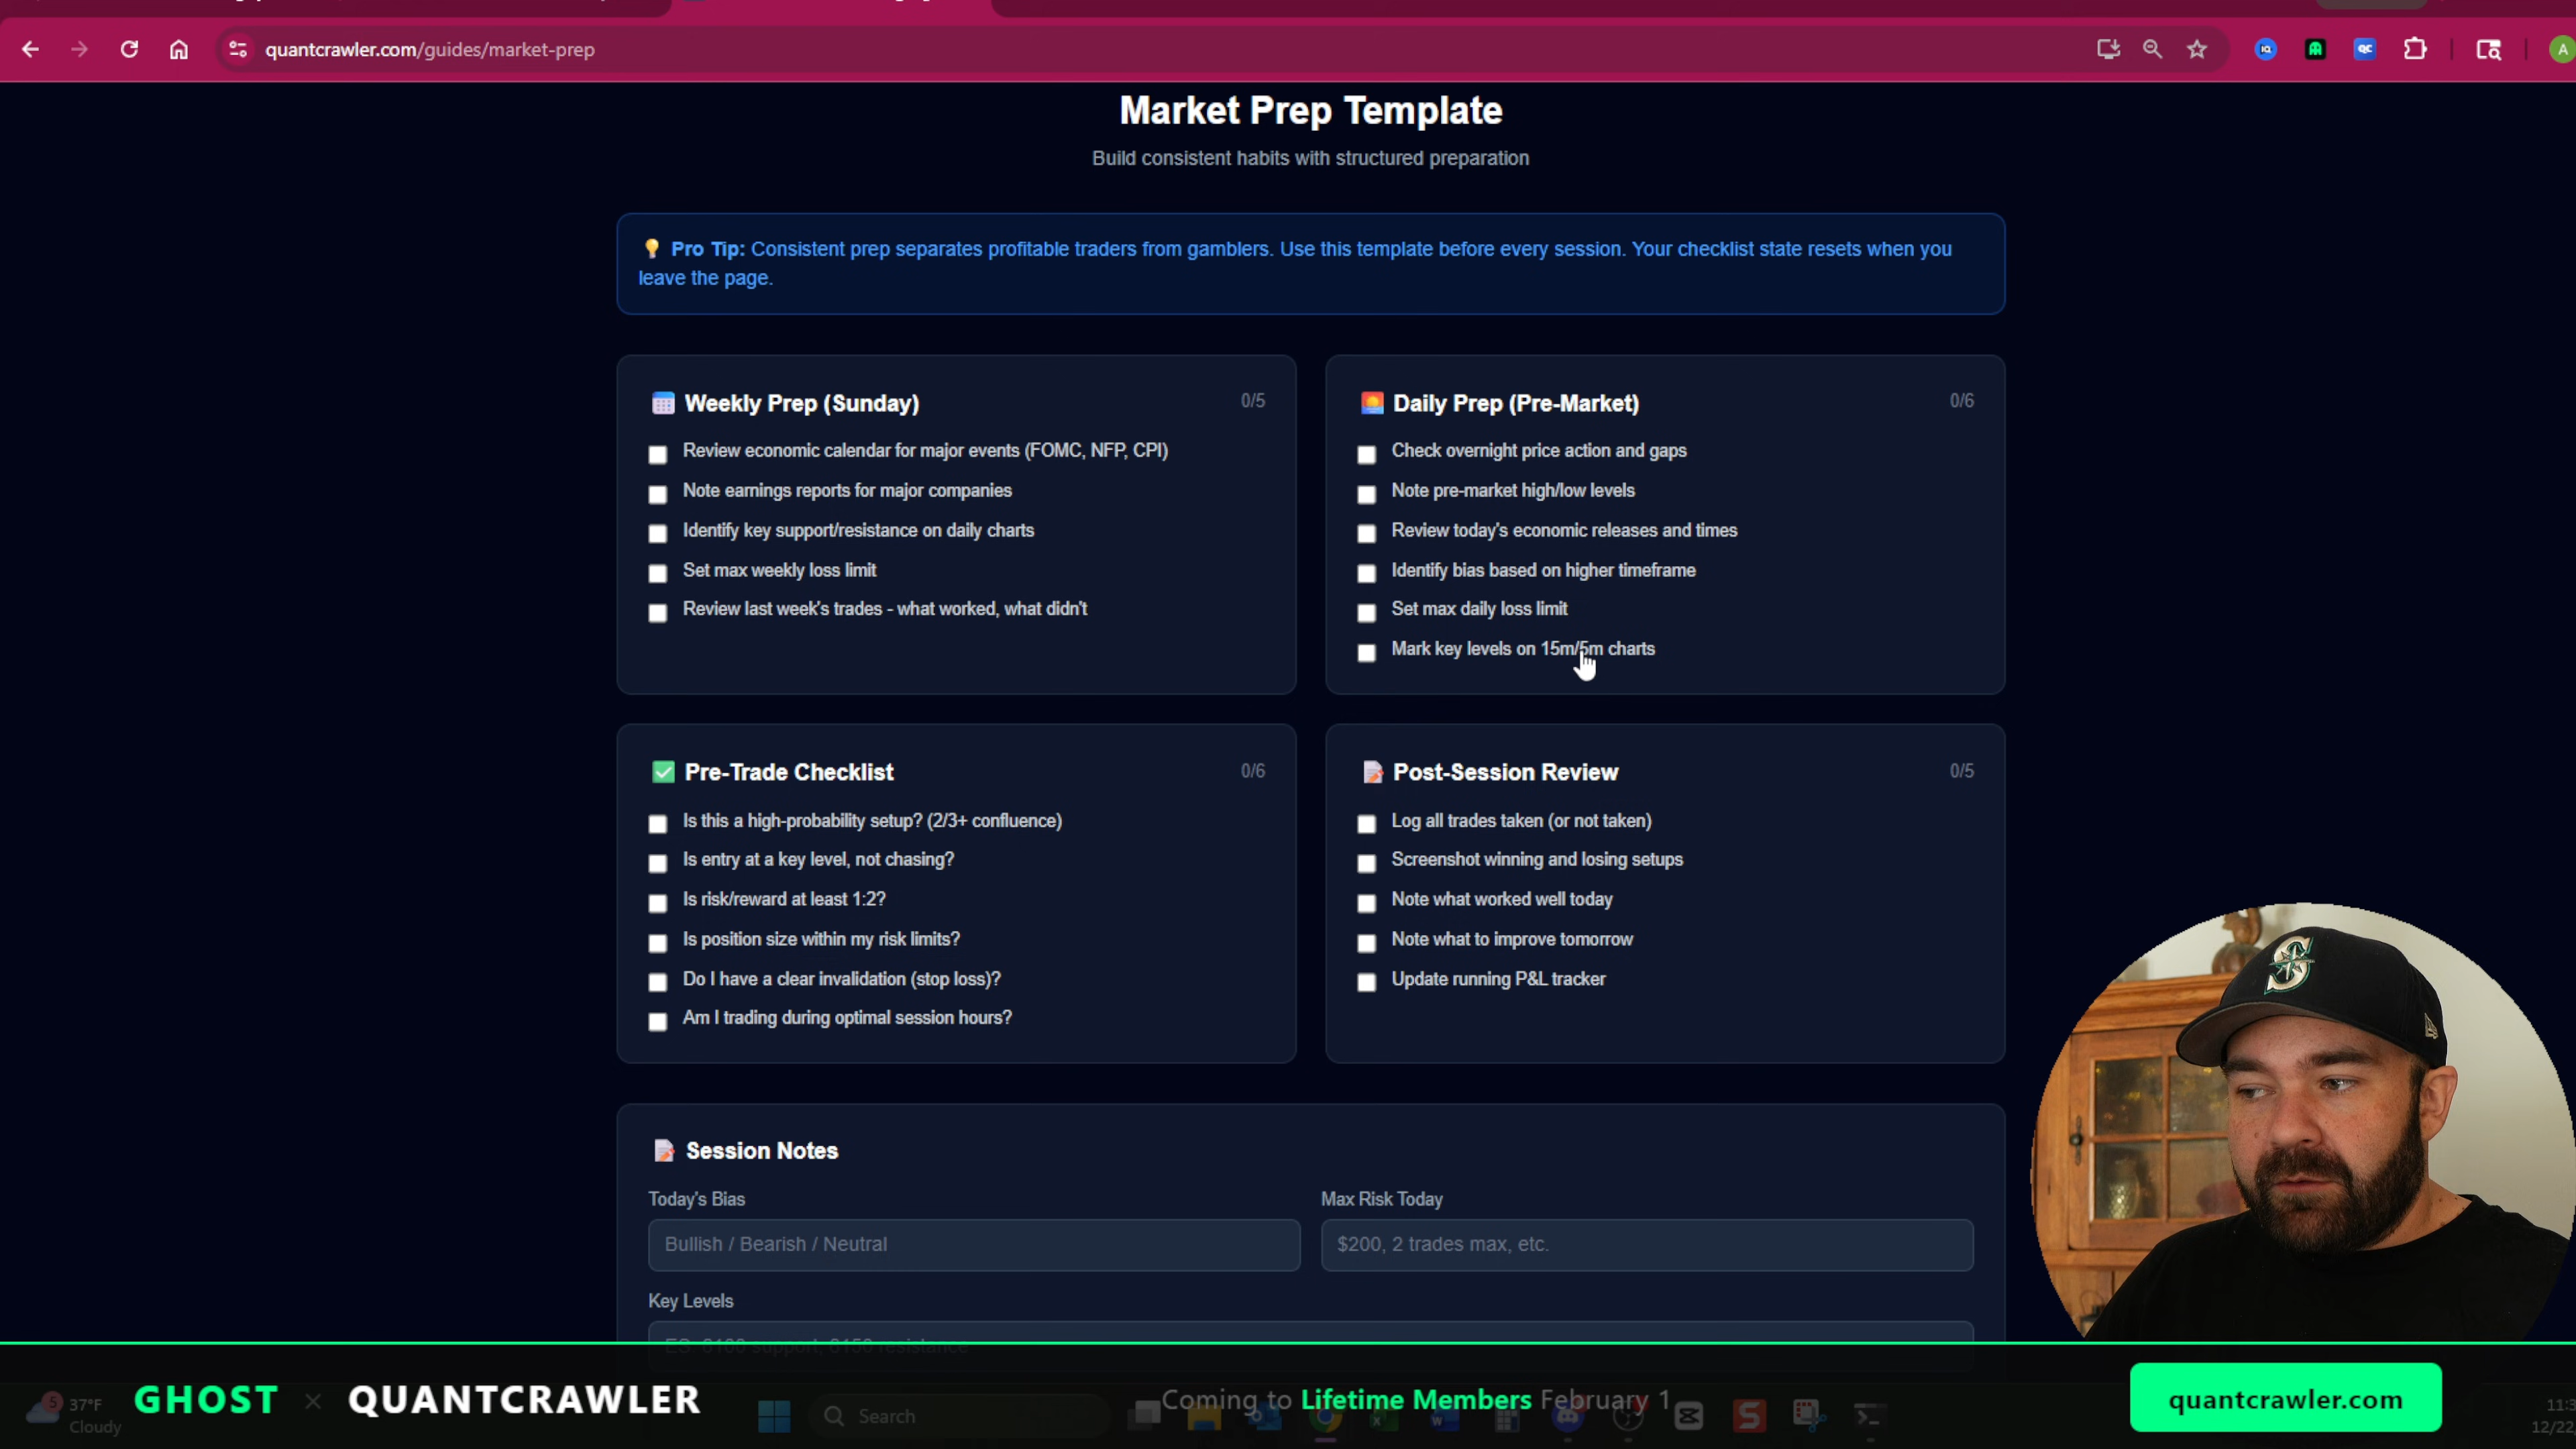 quantcrawler.com/guides/market-prep
Market Prep Template
Build consistent habits with structured preparation
Pro Tip: Consistent prep separates profitable traders from gamblers. Use this template before every session. Your checklist state resets when you
leave the page.
Weekly Prep (Sunday)
0/5
Review economic calendar for major events (FOMC, NFP, CPI)
Note earnings reports for major companies
Identify key support/resistance on daily charts
Set max weekly loss limit
Review last week's trades - what worked, what didn't
Daily Prep (Pre-Market)
0/6
Check overnight price action and gaps
Note pre-market high/low levels
Review today's economic releases and times
Identify bias based on higher timeframe
Set max daily loss limit
Mark key levels on 15m/5m charts
Pre-Trade Checklist
0/6
Is this a high-probability setup? (2/3+ confluence)
Is entry at a key level, not chasing?
Is risk/reward at least 1:2?
Is position size within my risk limits?
Do I have a clear invalidation (stop loss)?
Am I trading during optimal session hours?
Post-Session Review
0/5
Log all trades taken (or not taken)
Screenshot winning and losing setups
Note what worked well today
Note what to improve tomorrow
Update running P&L tracker
Session Notes
Today's Bias
Bullish / Bearish / Neutral
Max Risk Today
$200, 2 trades max, etc.
Key Levels
ES: 6100 support, 6150 resistance
GHOST × QUANTCRAWLER
Coming to Lifetime Members February 1
quantcrawler.com
5
37°F
Cloudy
Search